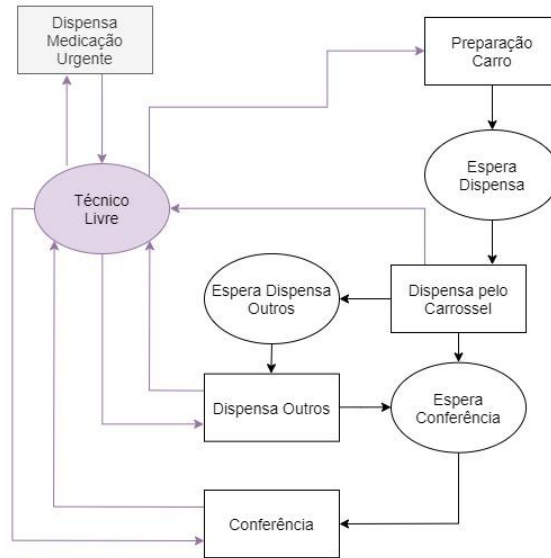 Dispensa
Medicação
Urgente
Preparação
Carro
Espera
Dispensa
Técnico
Livre
Espera Dispensa
Outros
Dispensa pelo
Carrossel
Dispensa Outros
Espera
Conferência
Conferência